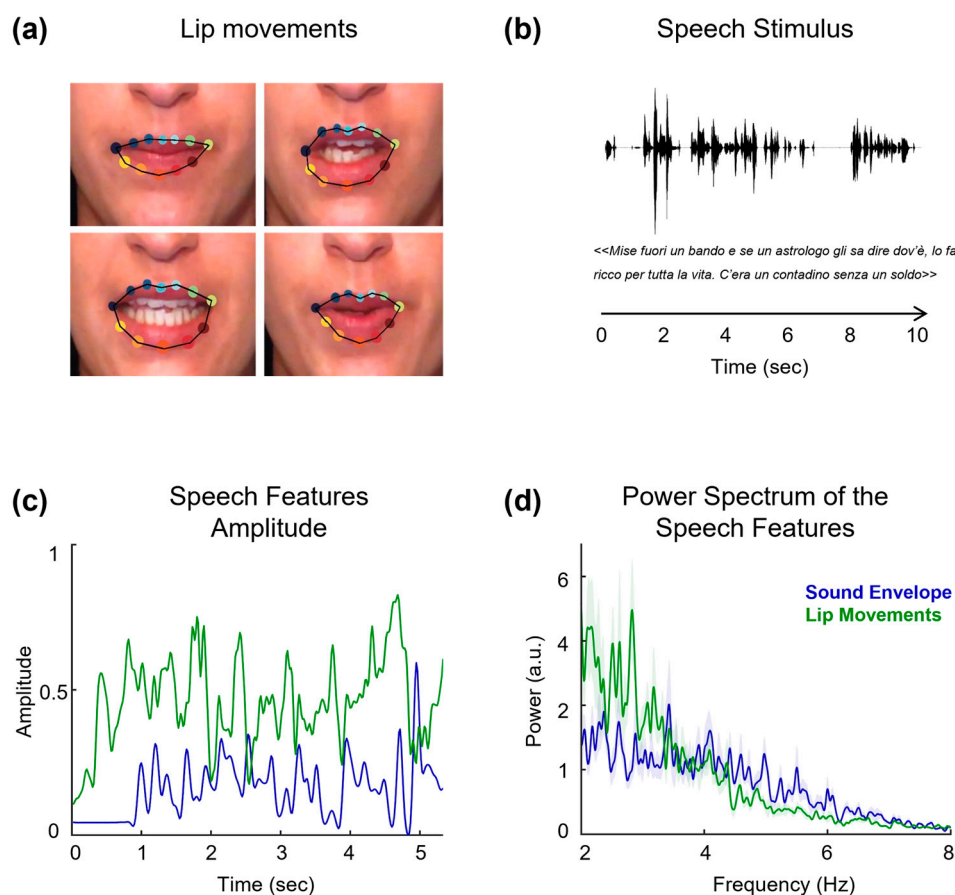 (a)
Lip movements
(b)
Speech Stimulus
<<Mise fuori un bando e se un astrologo gli sa dire dov'è, lo fa
ricco per tutta la vita. C'era un contadino senza un soldo>>
0 2 4 6 8 10
Time (sec)
(c)
Speech Features
Amplitude
1
0.5
0
Amplitude
0 1 2 3 4 5
Time (sec)
(d)
Power Spectrum of the
Speech Features
Sound Envelope
Lip Movements
6
4
2
1
0
Power (a.u.)
2 4 6 8
Frequency (Hz)